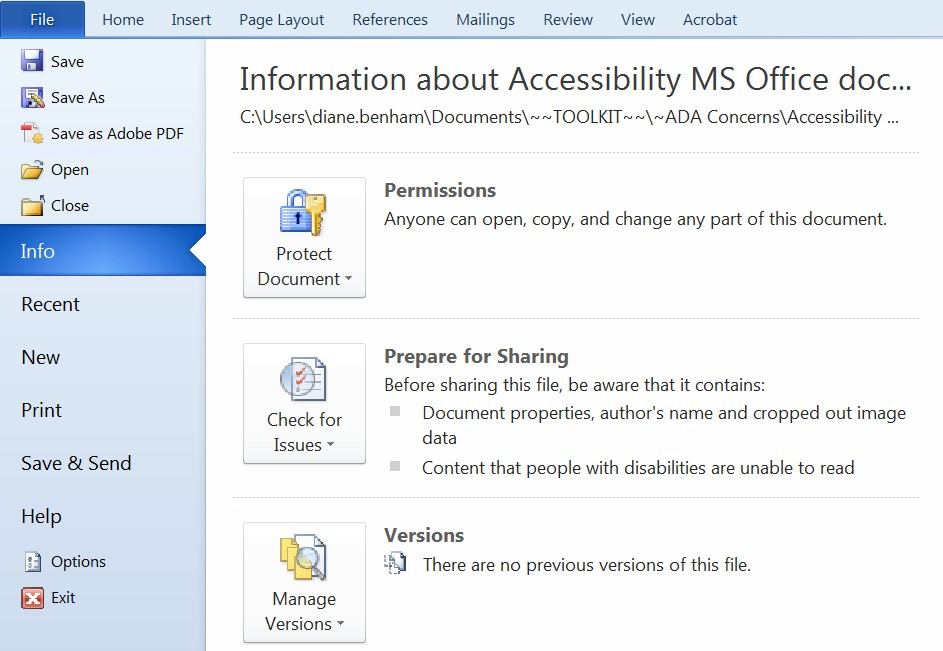 File Home Insert Page Layout References Mailings Review View Acrobat
Save
Save As
Save as Adobe PDF
Open
Close
Info
Recent
New
Print
Save & Send
Help
Options
Exit
Information about Accessibility MS Office doc...
C:\Users\diane.benham\Documents\~~TOOLKIT~~\~ADA Concerns\Accessibility ...
Protect
Document
Permissions
Anyone can open, copy, and change any part of this document.
Check for
Issues
Prepare for Sharing
Before sharing this file, be aware that it contains:
Document properties, author's name and cropped out image
data
Content that people with disabilities are unable to read
Manage
Versions
Versions
There are no previous versions of this file.